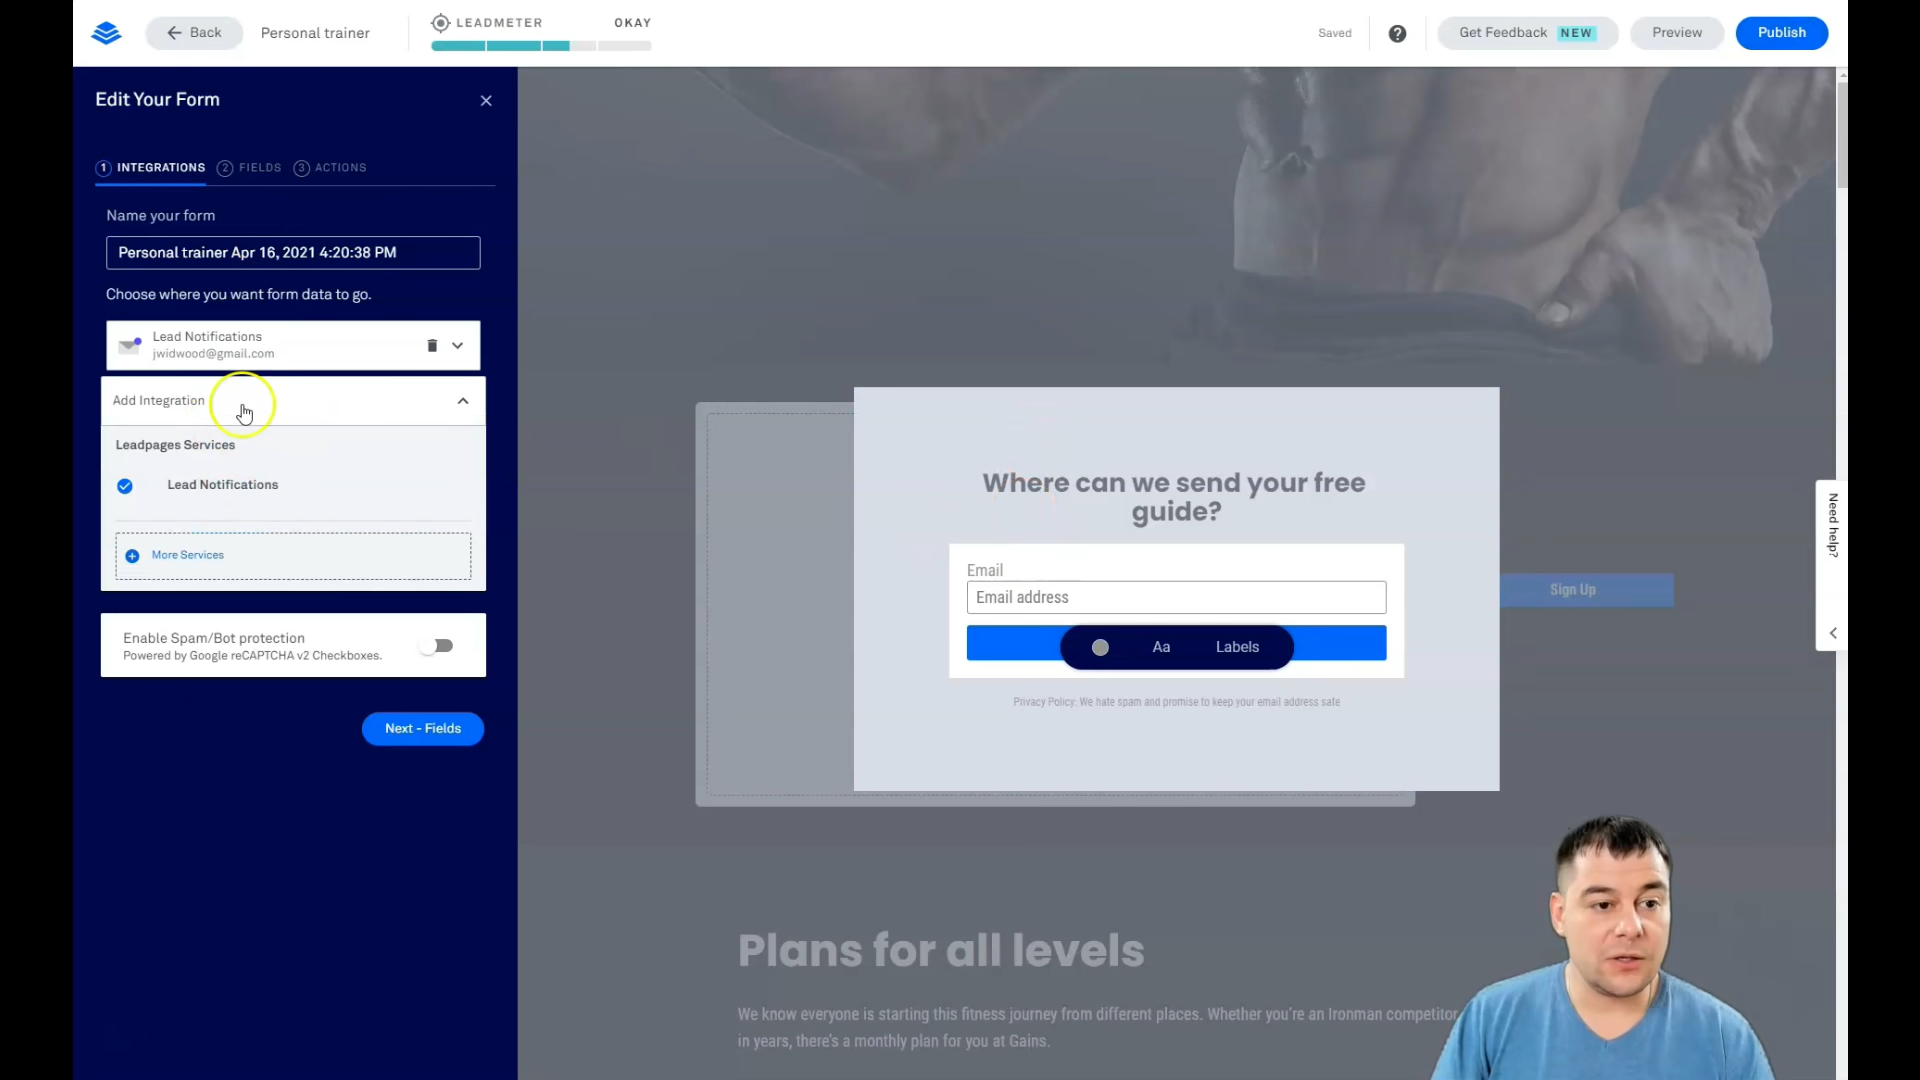 Back
Personal trainer
LEADMETER
OKAY
Saved
Get Feedback NEW
Preview
Publish
Edit Your Form
1 INTEGRATIONS
2 FIELDS
3 ACTIONS
Name your form
Personal trainer Apr 16, 2021 4:20:38 PM
Choose where you want form data to go.
Lead Notifications
jwidwood@gmail.com
Add Integration
Leadpages Services
Lead Notifications
More Services
Enable Spam/Bot protection
Powered by Google reCAPTCHA v2 Checkboxes.
Next - Fields
Where can we send your free
guide?
Email
Email address
Aa
Labels
Privacy Policy: We hate spam and promise to keep your email address safe
Sign Up
Need help?
Plans for all levels
We know everyone is starting this fitness journey from different places. Whether you're an Ironman competitor
in years, there's a monthly plan for you at Gains.